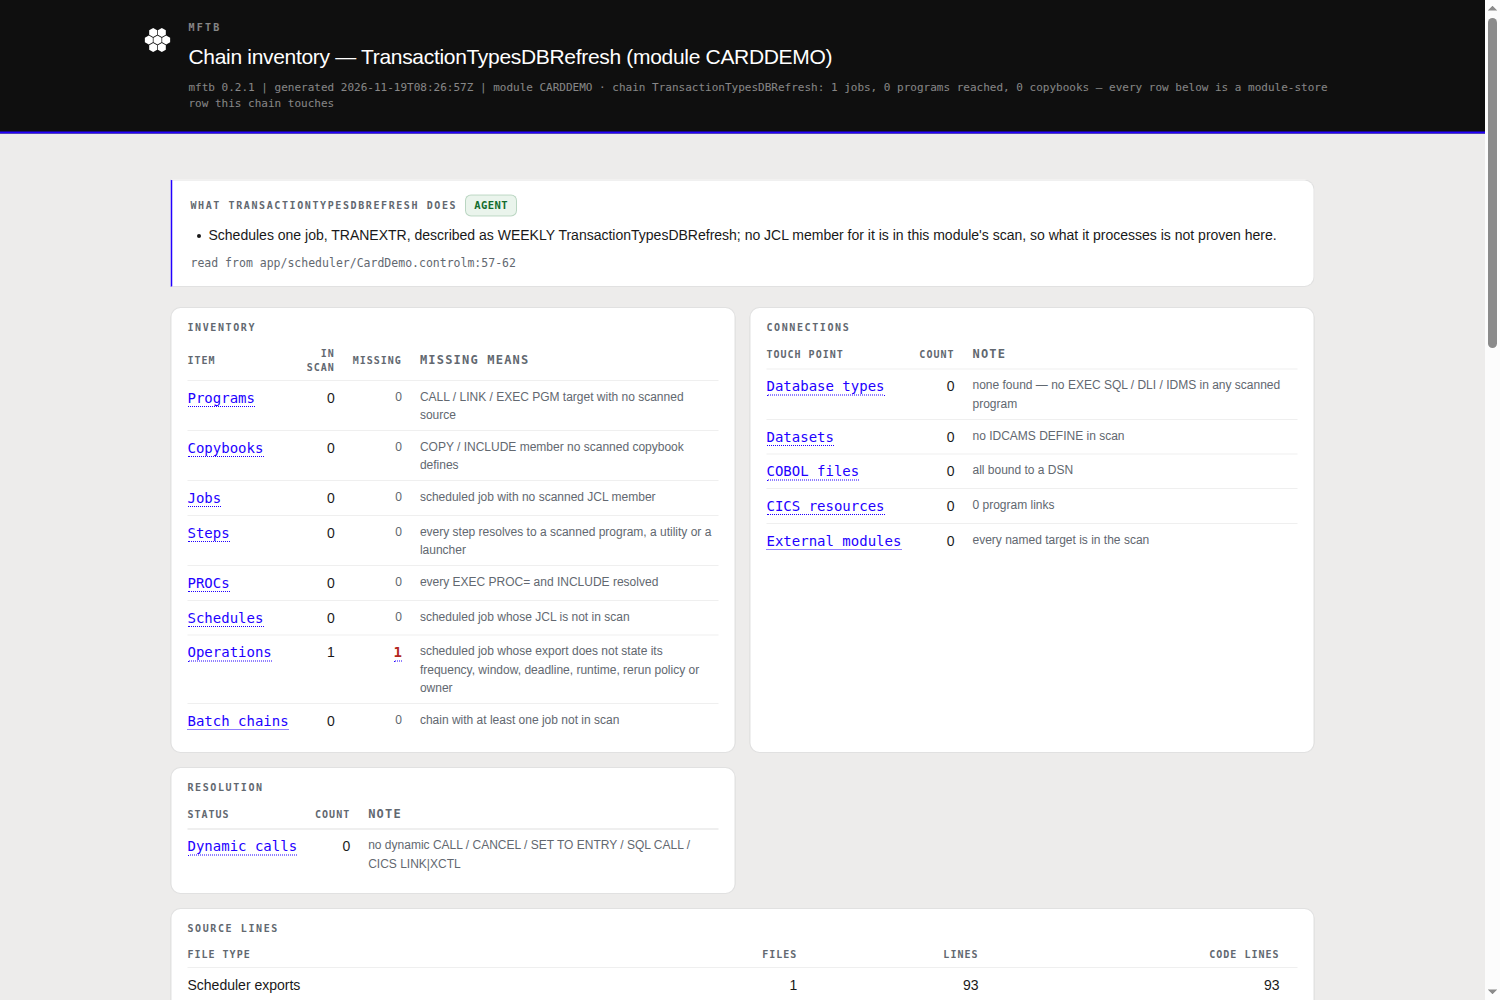 MFTB
Chain inventory — TransactionTypesDBRefresh (module CARDDEMO)
mftb 0.2.1 | generated 2026-11-19T08:26:57Z | module CARDDEMO · chain TransactionTypesDBRefresh: 1 jobs, 0 programs reached, 0 copybooks — every row below is a module-store
row this chain touches
WHAT TRANSACTIONTYPESDBREFRESH DOES AGENT
• Schedules one job, TRANEXTR, described as WEEKLY TransactionTypesDBRefresh; no JCL member for it is in this module's scan, so what it processes is not proven here.
read from app/scheduler/CardDemo.controlm:57-62
INVENTORY
ITEM IN SCAN MISSING MISSING MEANS
Programs 0 0 CALL / LINK / EXEC PGM target with no scanned
source
Copybooks 0 0 COPY / INCLUDE member no scanned copybook
defines
Jobs 0 0 scheduled job with no scanned JCL member
Steps 0 0 every step resolves to a scanned program, a utility or a
launcher
PROCs 0 0 every EXEC PROC= and INCLUDE resolved
Schedules 0 0 scheduled job whose JCL is not in scan
Operations 1 1 scheduled job whose export does not state its
frequency, window, deadline, runtime, rerun policy or
owner
Batch chains 0 0 chain with at least one job not in scan
CONNECTIONS
TOUCH POINT COUNT NOTE
Database types 0 none found — no EXEC SQL / DLI / IDMS in any scanned
program
Datasets 0 no IDCAMS DEFINE in scan
COBOL files 0 all bound to a DSN
CICS resources 0 0 program links
External modules 0 every named target is in the scan
RESOLUTION
STATUS COUNT NOTE
Dynamic calls 0 no dynamic CALL / CANCEL / SET TO ENTRY / SQL CALL /
CICS LINK|XCTL
SOURCE LINES
FILE TYPE FILES LINES CODE LINES
Scheduler exports 1 93 93